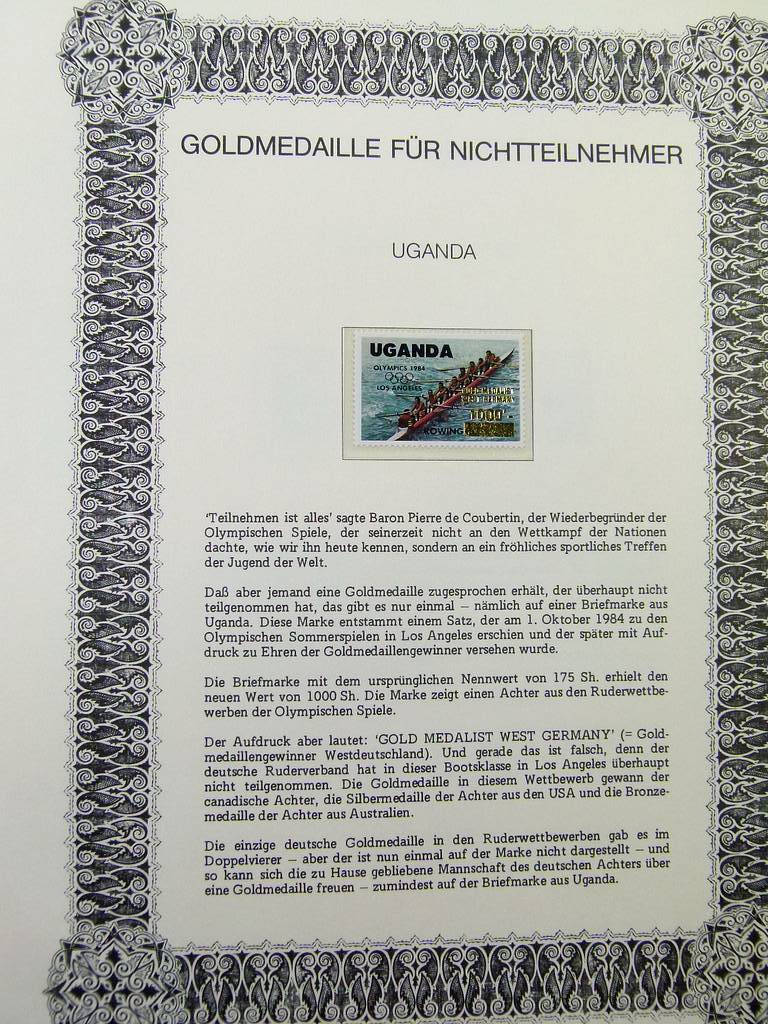 GOLDMEDAILLE FÜR NICHTTEILNEHMER
UGANDA
UGANDA
OLYMPICS 1984
LOS ANGELES
GOLD MEDALIST
WEST GERMANY
1000/-
ROWING
'Teilnehmen ist alles' sagte Baron Pierre de Coubertin, der Wiederbegründer der
Olympischen Spiele, der seinerzeit nicht an den Wettkampf der Nationen
dachte, wie wir ihn heute kennen, sondern an ein fröhliches sportliches Treffen
der Jugend der Welt.
Daß aber jemand eine Goldmedaille zugesprochen erhält, der überhaupt nicht
teilgenommen hat, das gibt es nur einmal – nämlich auf einer Briefmarke aus
Uganda. Diese Marke entstammt einem Satz, der am 1. Oktober 1984 zu den
Olympischen Sommerspielen in Los Angeles erschien und der später mit Auf-
druck zu Ehren der Goldmedaillengewinner versehen wurde.
Die Briefmarke mit dem ursprünglichen Nennwert von 175 Sh. erhielt den
neuen Wert von 1000 Sh. Die Marke zeigt einen Achter aus den Ruderwettbe-
werben der Olympischen Spiele.
Der Aufdruck aber lautet: 'GOLD MEDALIST WEST GERMANY' (= Gold-
medaillengewinner Westdeutschland). Und gerade das ist falsch, denn der
deutsche Ruderverband hat in dieser Bootsklasse in Los Angeles überhaupt
nicht teilgenommen. Die Goldmedaille in diesem Wettbewerb gewann der
canadische Achter, die Silbermedaille der Achter aus den USA und die Bronze-
medaille der Achter aus Australien.
Die einzige deutsche Goldmedaille in den Ruderwettbewerben gab es im
Doppelvierer – aber der ist nun einmal auf der Marke nicht dargestellt – und
so kann sich die zu Hause gebliebene Mannschaft des deutschen Achters über
eine Goldmedaille freuen – zumindest auf der Briefmarke aus Uganda.